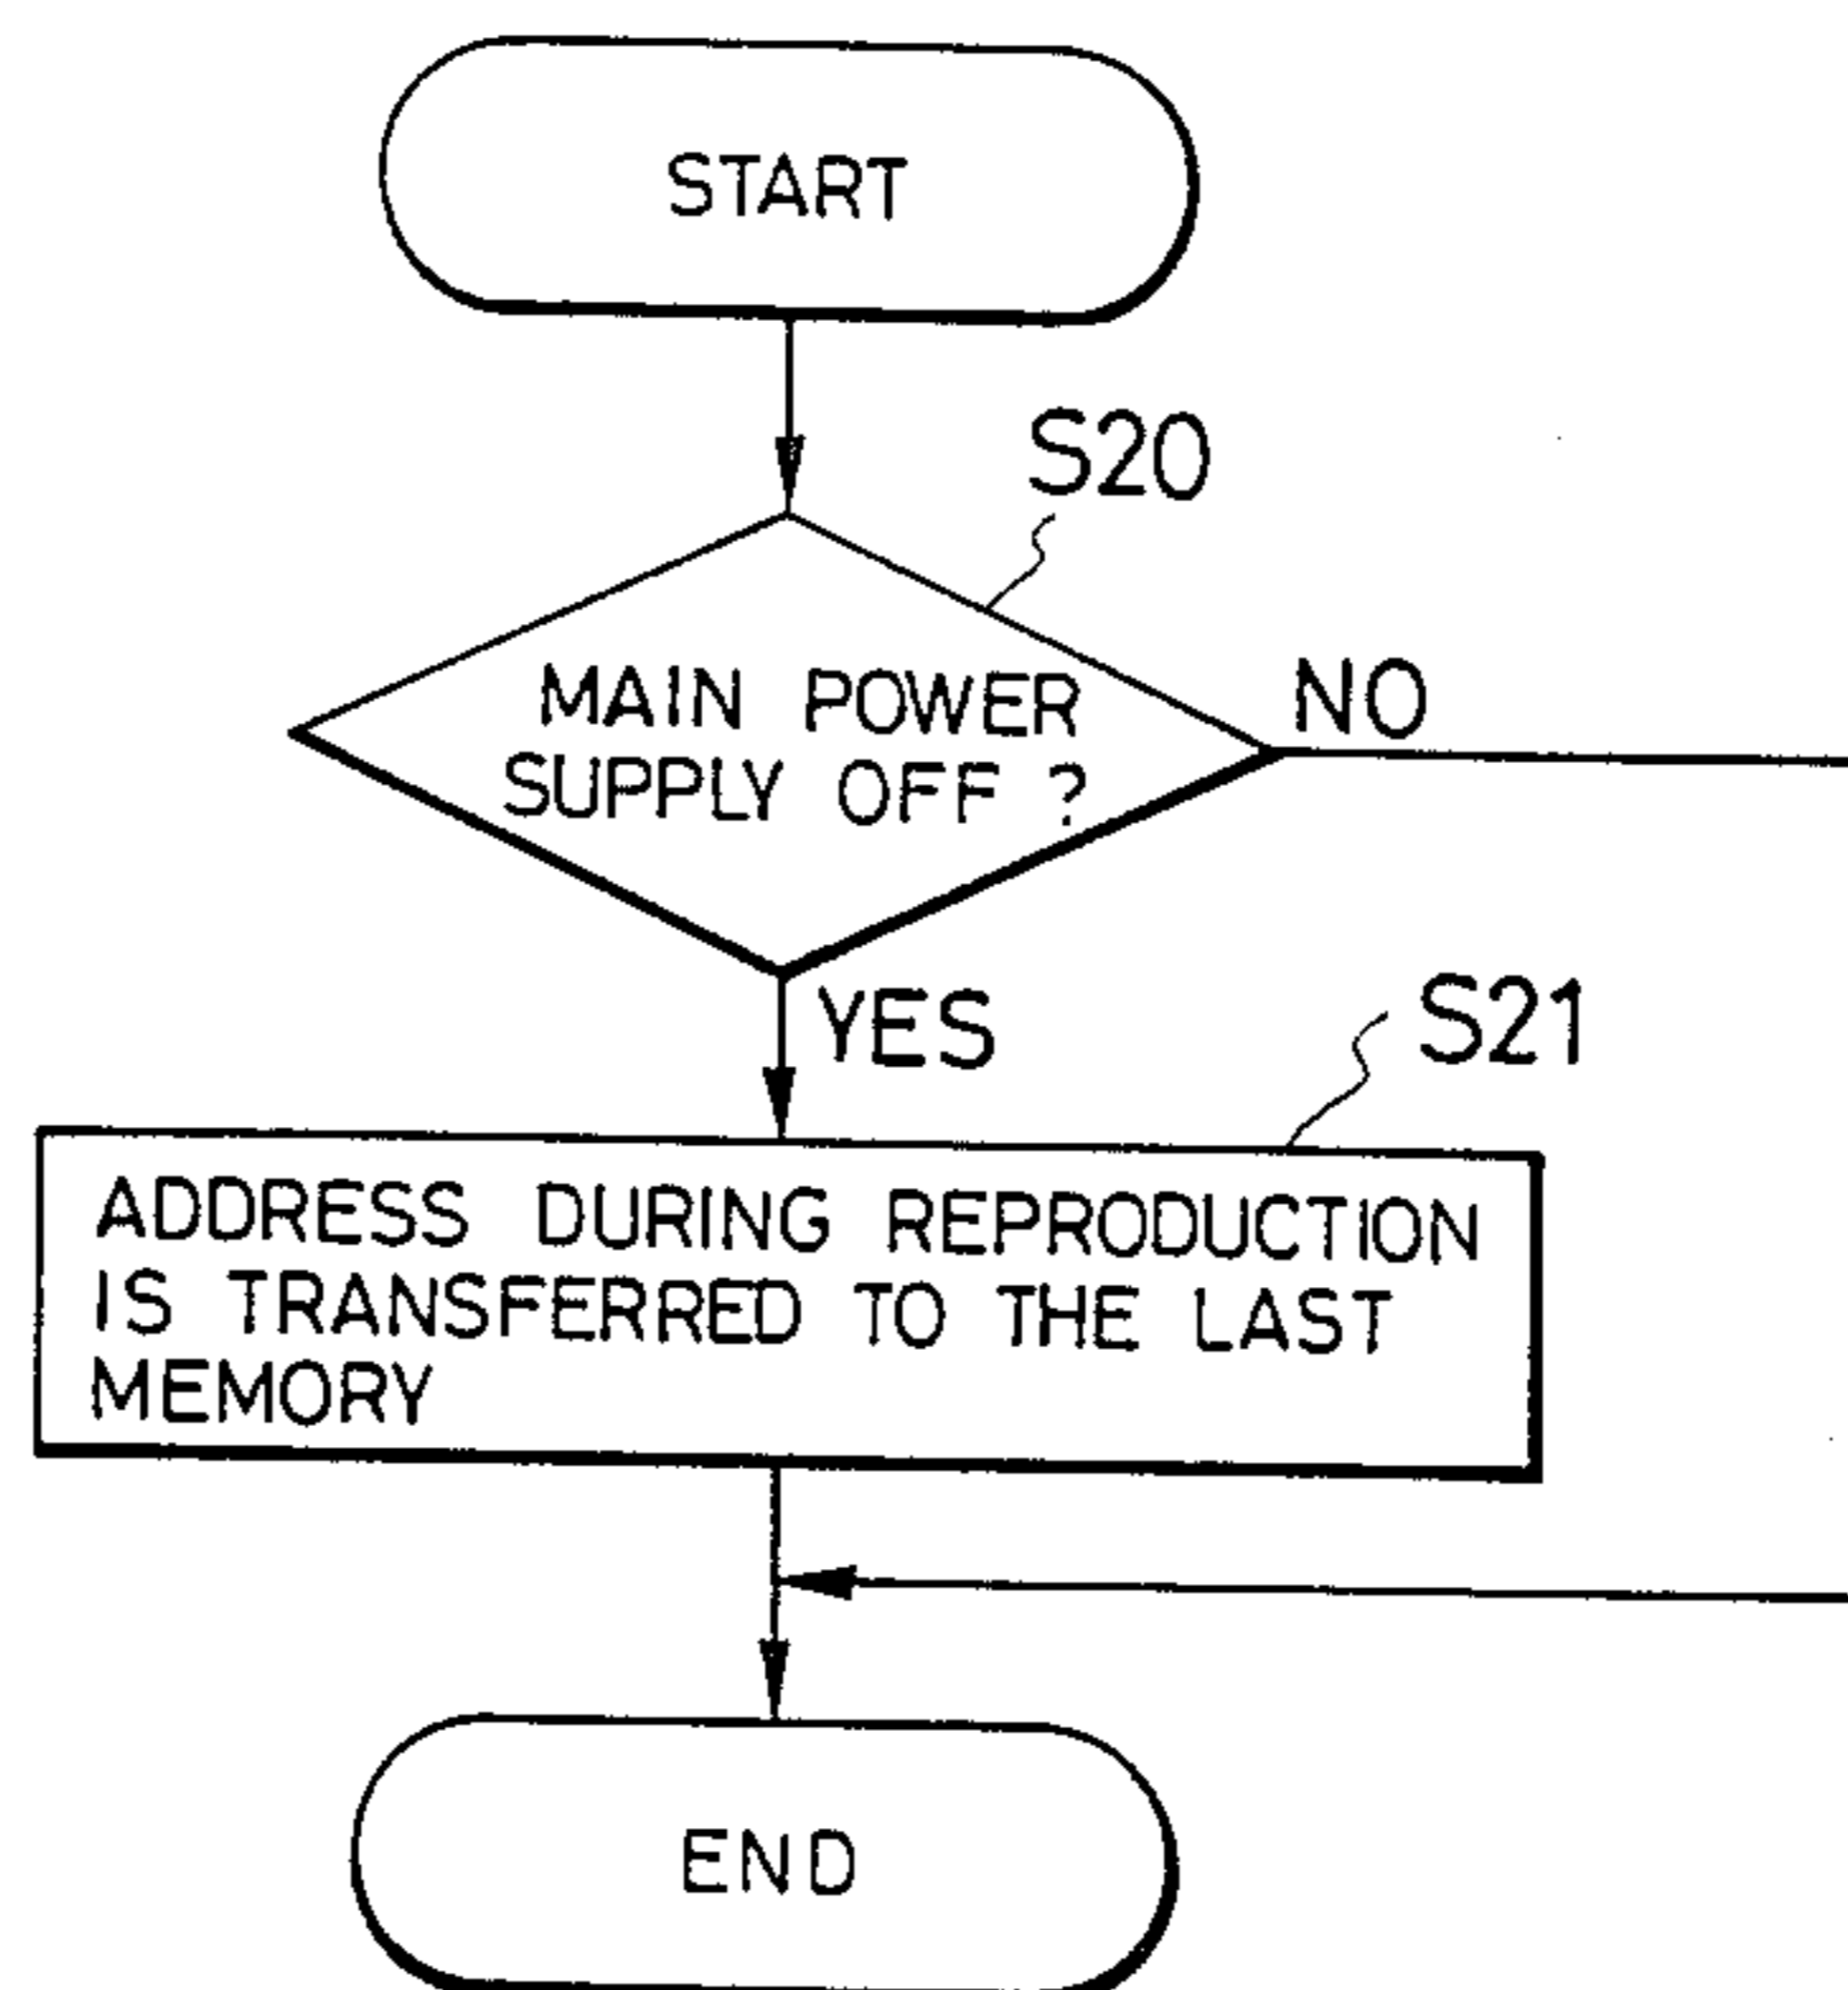 START
S20
MAIN POWER
SUPPLY OFF ?
NO
YES
S21
ADDRESS DURING REPRODUCTION
IS TRANSFERRED TO THE LAST
MEMORY
END